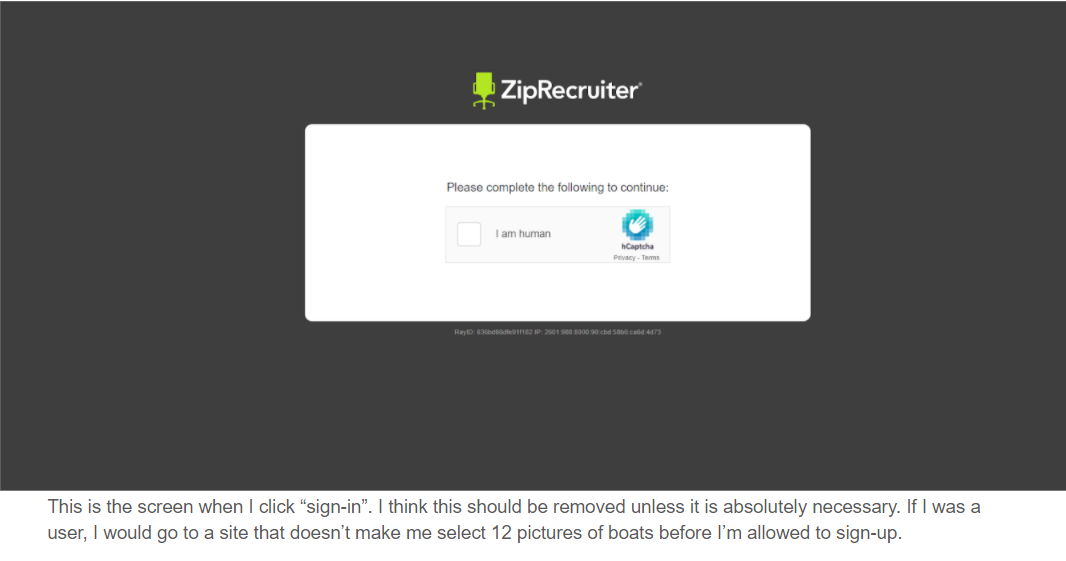 ZipRecruiter
Please complete the following to continue:
I am human
hCaptcha
Privacy - Terms
RayID: IP:
This is the screen when I click “sign-in”. I think this should be removed unless it is absolutely necessary. If I was a
user, I would go to a site that doesn’t make me select 12 pictures of boats before I’m allowed to sign-up.